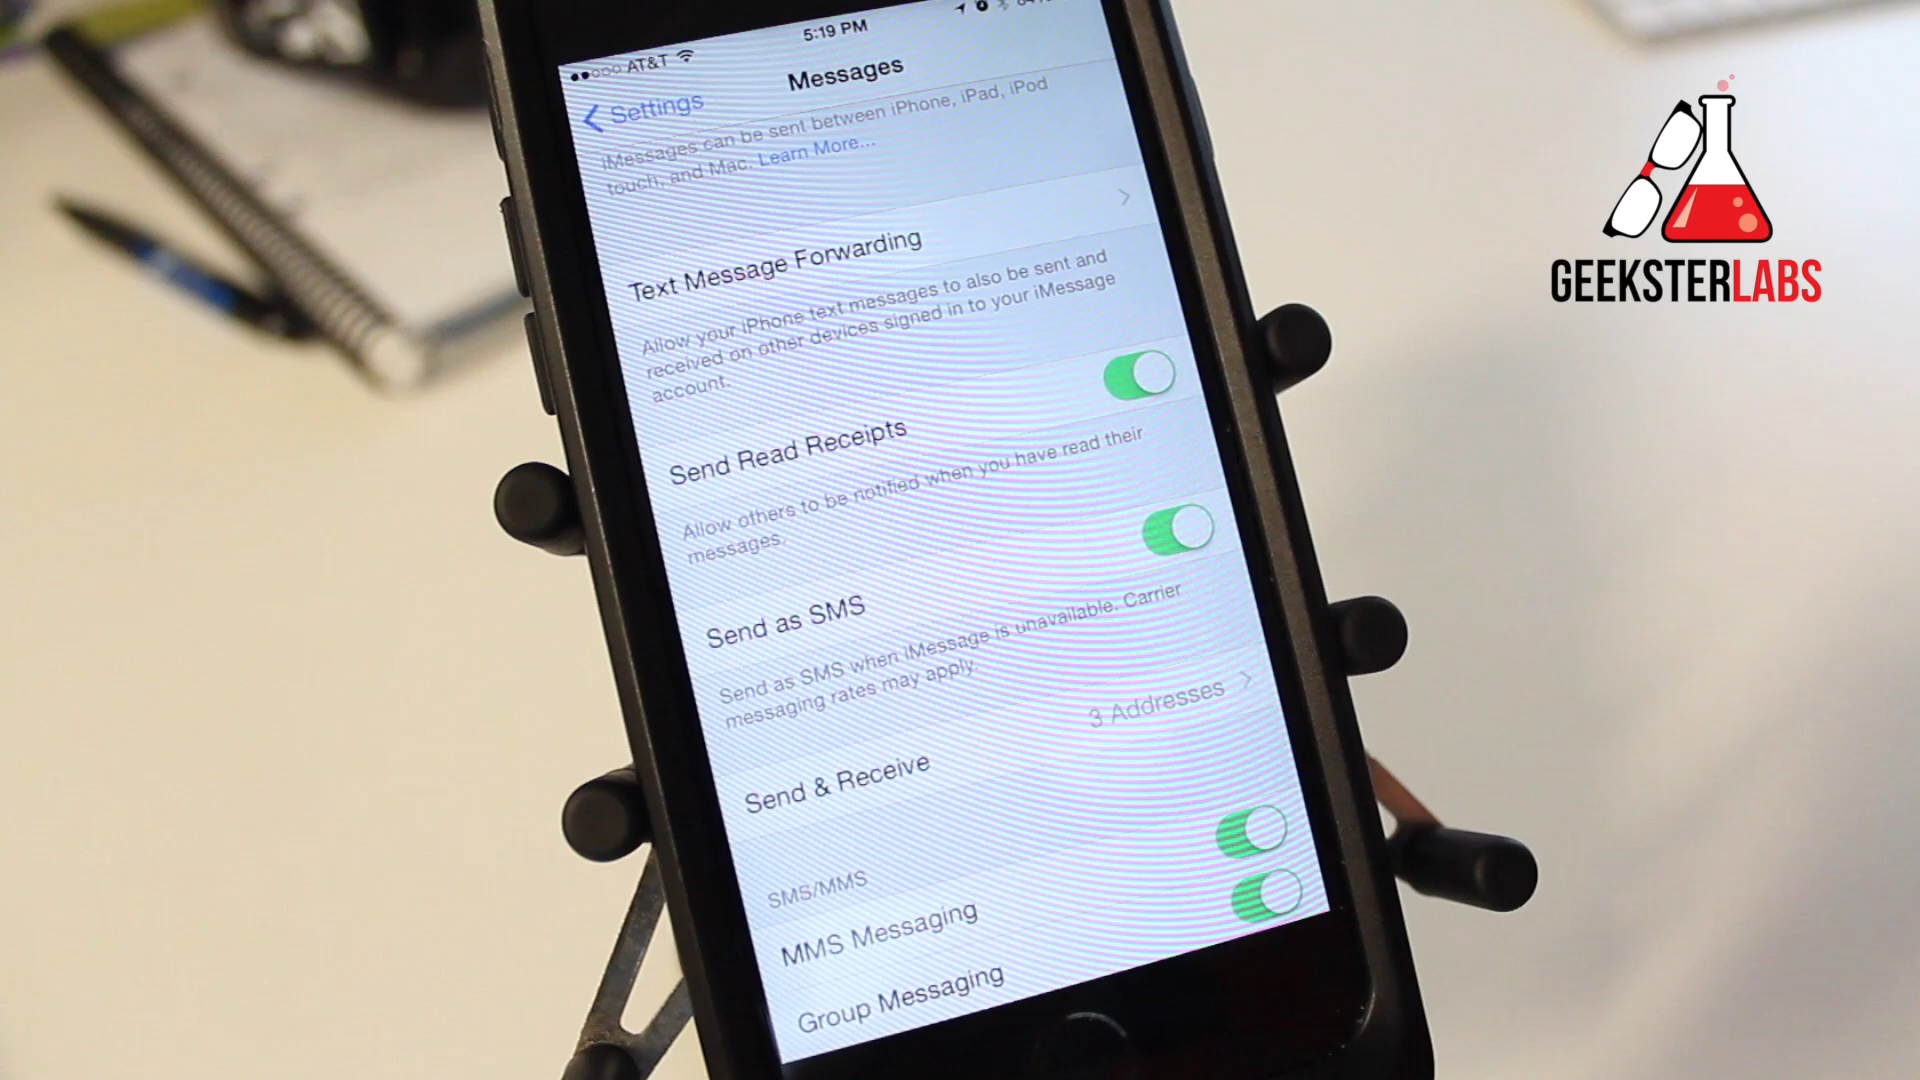 AT&T
5:19 PM
Settings
Messages
iMessages can be sent between iPhone, iPad, iPod
touch, and Mac. Learn More...
Text Message Forwarding
Allow your iPhone text messages to also be sent and
received on other devices signed in to your iMessage
account.
Send Read Receipts
Allow others to be notified when you have read their
messages.
Send as SMS
Send as SMS when iMessage is unavailable. Carrier
messaging rates may apply.
Send & Receive 3 Addresses
SMS/MMS
MMS Messaging
Group Messaging
GEEKSTERLABS